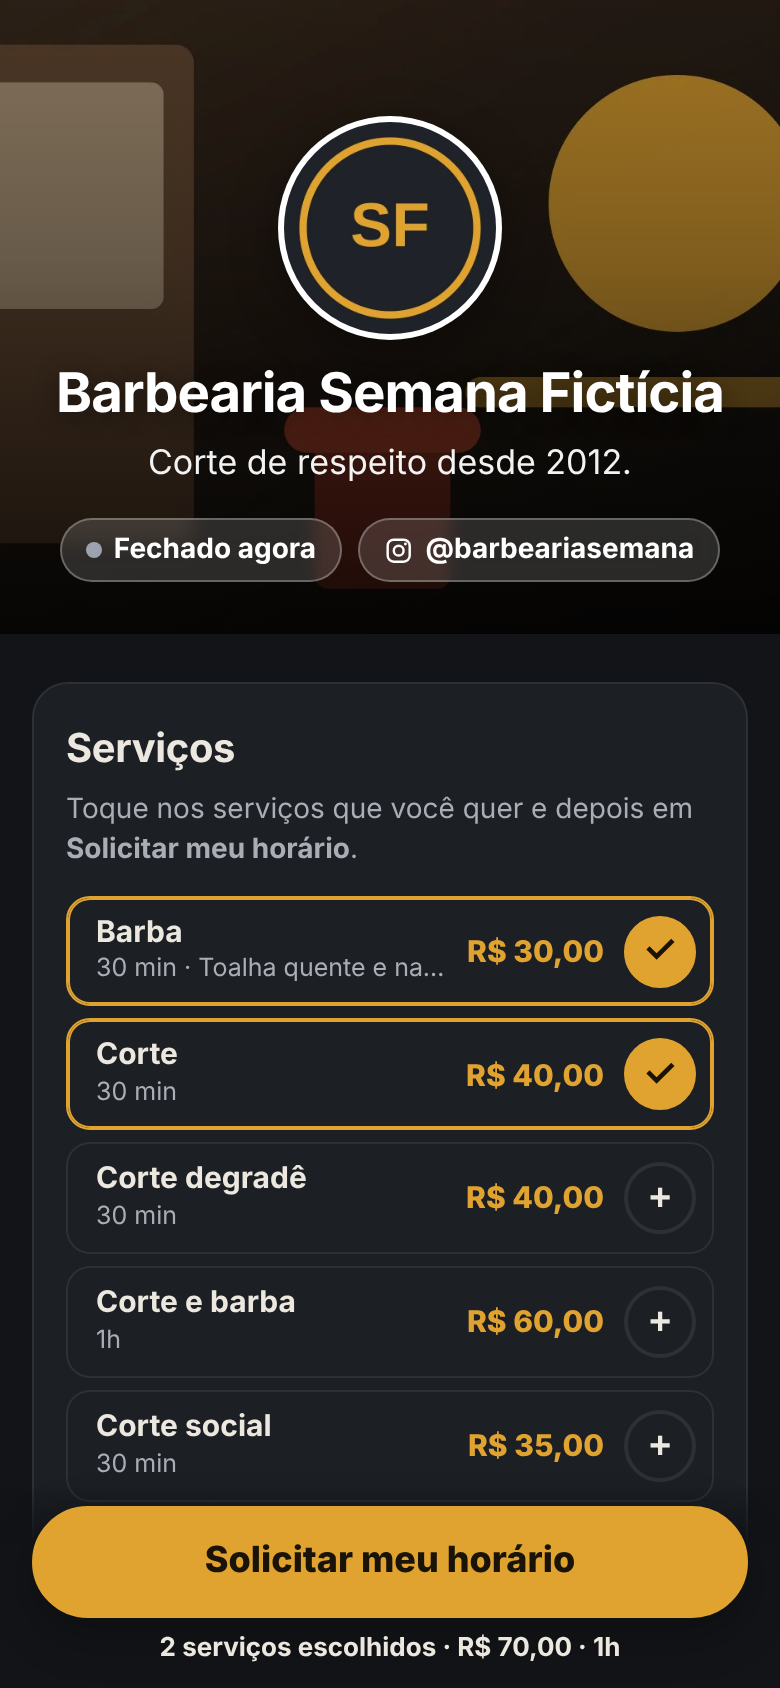 SF
Barbearia Semana Fictícia
Corte de respeito desde 2012.
Fechado agora
@barbeariasemana
Serviços
Toque nos serviços que você quer e depois em
Solicitar meu horário.
Barba
30 min · Toalha quente e na...
R$ 30,00
Corte
30 min
R$ 40,00
Corte degradê
30 min
R$ 40,00
+
Corte e barba
1h
R$ 60,00
+
Corte social
30 min
R$ 35,00
+
Solicitar meu horário
2 serviços escolhidos · R$ 70,00 · 1h